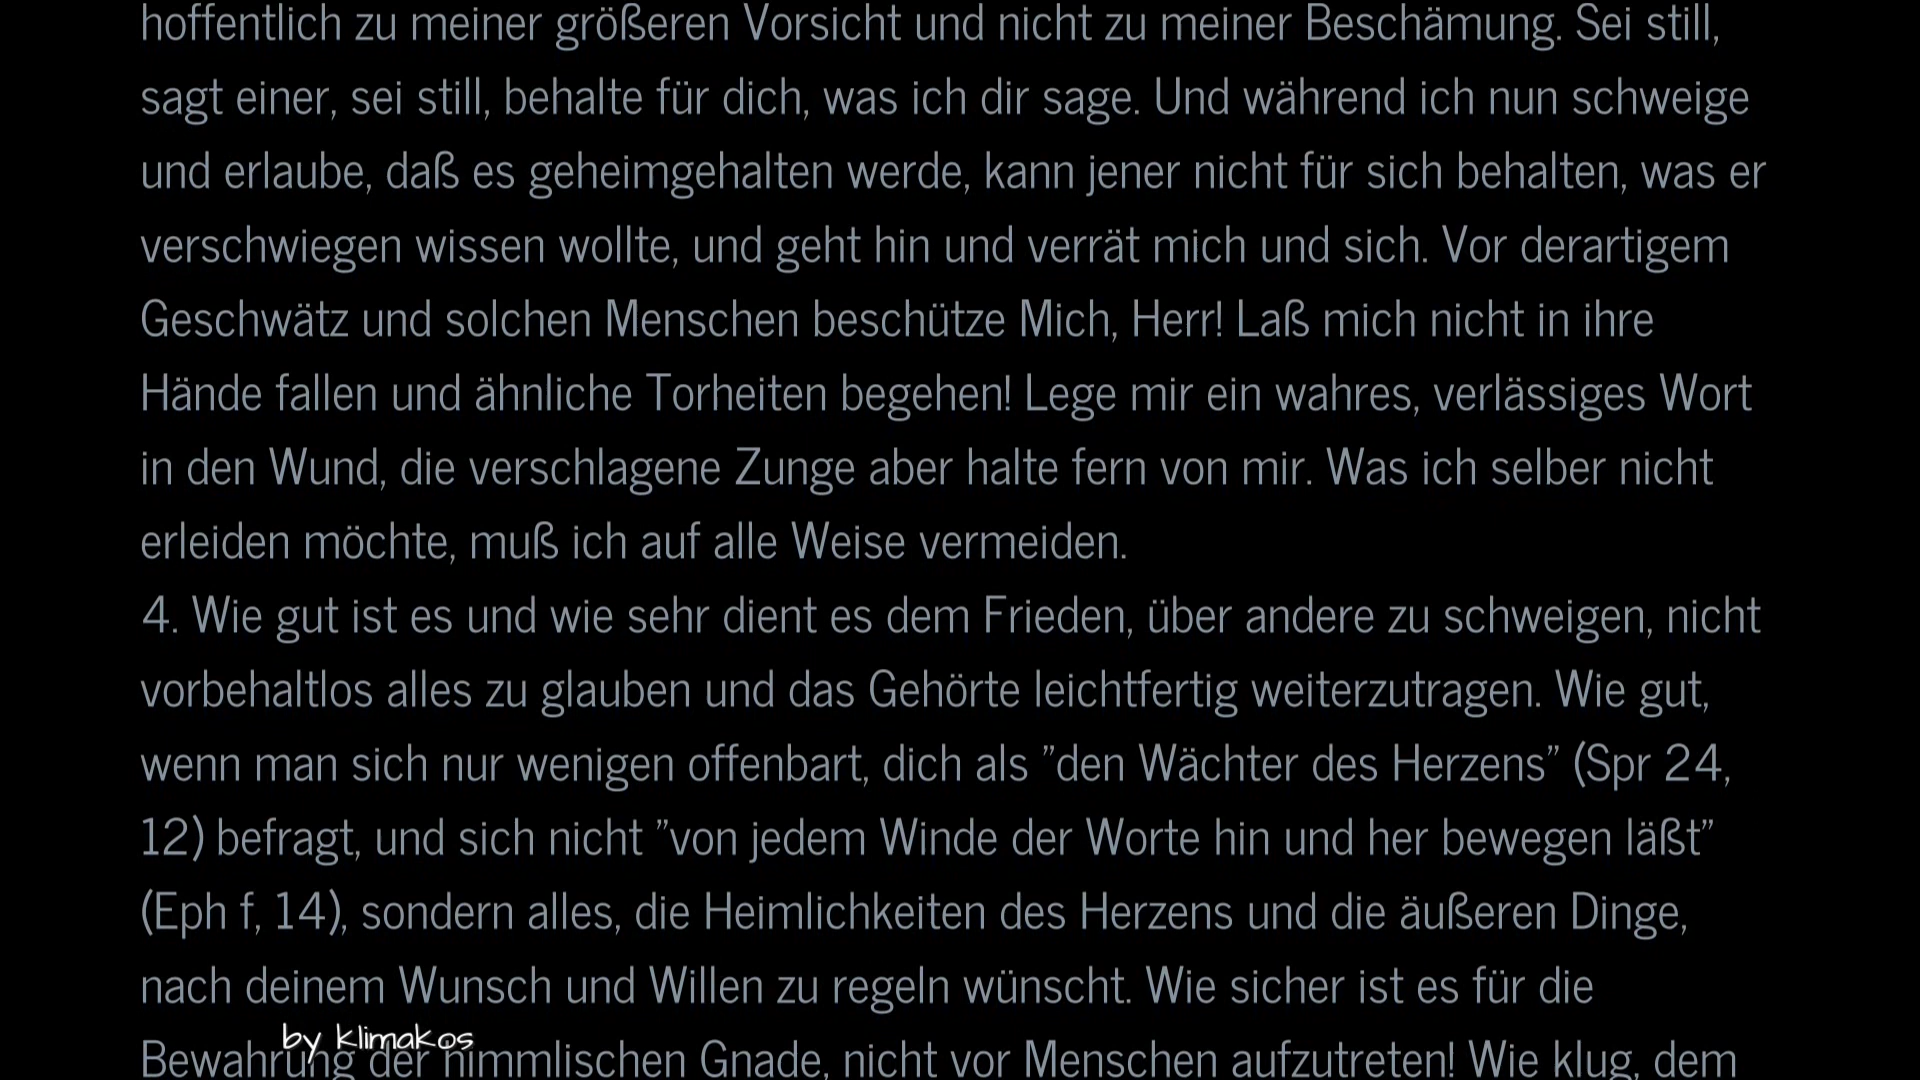 hoffentlich zu meiner größeren Vorsicht und nicht zu meiner Beschämung. Sei still,
sagt einer, sei still, behalte für dich, was ich dir sage. Und während ich nun schweige
und erlaube, daß es geheimgehalten werde, kann jener nicht für sich behalten, was er
verschwiegen wissen wollte, und geht hin und verrät mich und sich. Vor derartigem
Geschwätz und solchen Menschen beschütze Mich, Herr! Laß mich nicht in ihre
Hände fallen und ähnliche Torheiten begehen! Lege mir ein wahres, verlässiges Wort
in den Wund, die verschlagene Zunge aber halte fern von mir. Was ich selber nicht
erleiden möchte, muß ich auf alle Weise vermeiden.
4. Wie gut ist es und wie sehr dient es dem Frieden, über andere zu schweigen, nicht
vorbehaltlos alles zu glauben und das Gehörte leichtfertig weiterzutragen. Wie gut,
wenn man sich nur wenigen offenbart, dich als "den Wächter des Herzens" (Spr 24,
12) befragt, und sich nicht "von jedem Winde der Worte hin und her bewegen läßt"
(Eph f, 14), sondern alles, die Heimlichkeiten des Herzens und die äußeren Dinge,
nach deinem Wunsch und Willen zu regeln wünscht. Wie sicher ist es für die
by klimakos
Bewahrung der himmlischen Gnade, nicht vor Menschen aufzutreten! Wie klug, dem